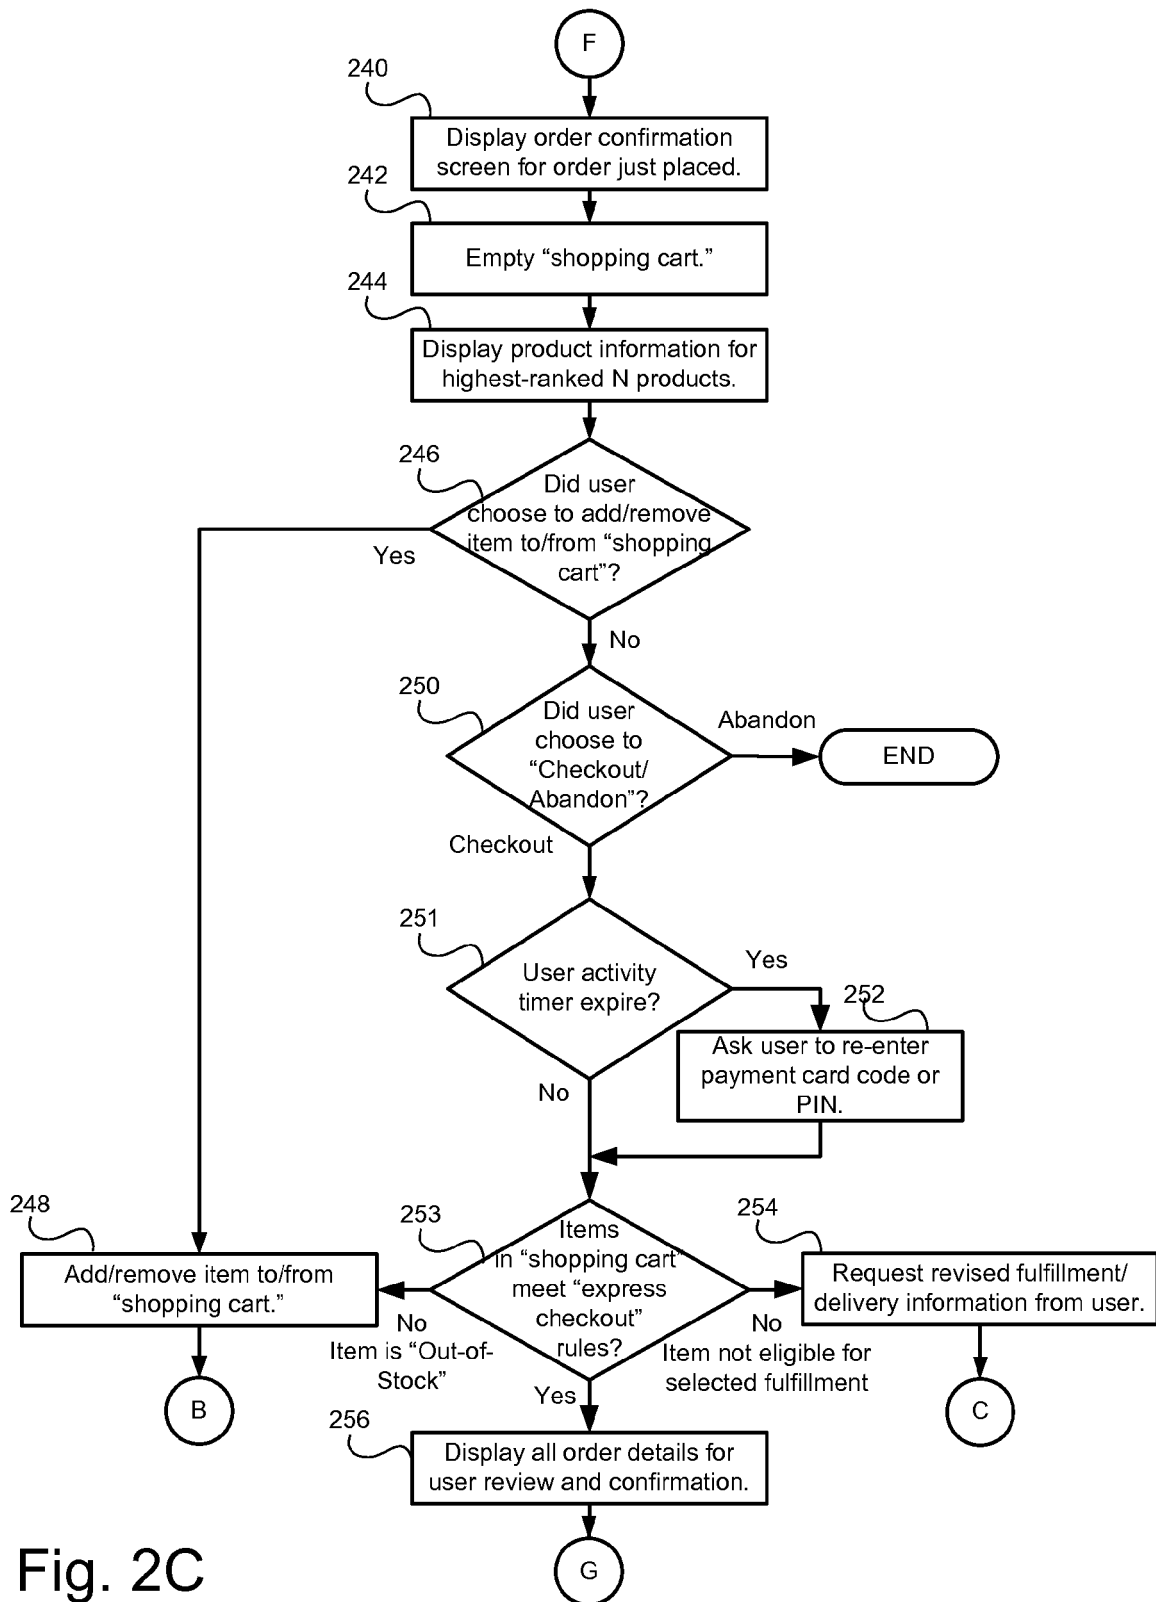 F
240
Display order confirmation
screen for order just placed.
242
Empty “shopping cart.”
244
Display product information for
highest-ranked N products.
246
Did user
choose to add/remove
item to/from “shopping
cart”?
Yes
No
250
Did user
choose to
“Checkout/
Abandon”?
Abandon
END
Checkout
251
User activity
timer expire?
Yes
252
Ask user to re-enter
payment card code or
PIN.
No
248
Add/remove item to/from
“shopping cart.”
253
Items
in “shopping cart”
meet “express
checkout”
rules?
254
Request revised fulfillment/
delivery information from user.
No
Item is “Out-of-
Stock”
No
Item not eligible for
selected fulfillment
Yes
B
C
256
Display all order details for
user review and confirmation.
G
Fig. 2C